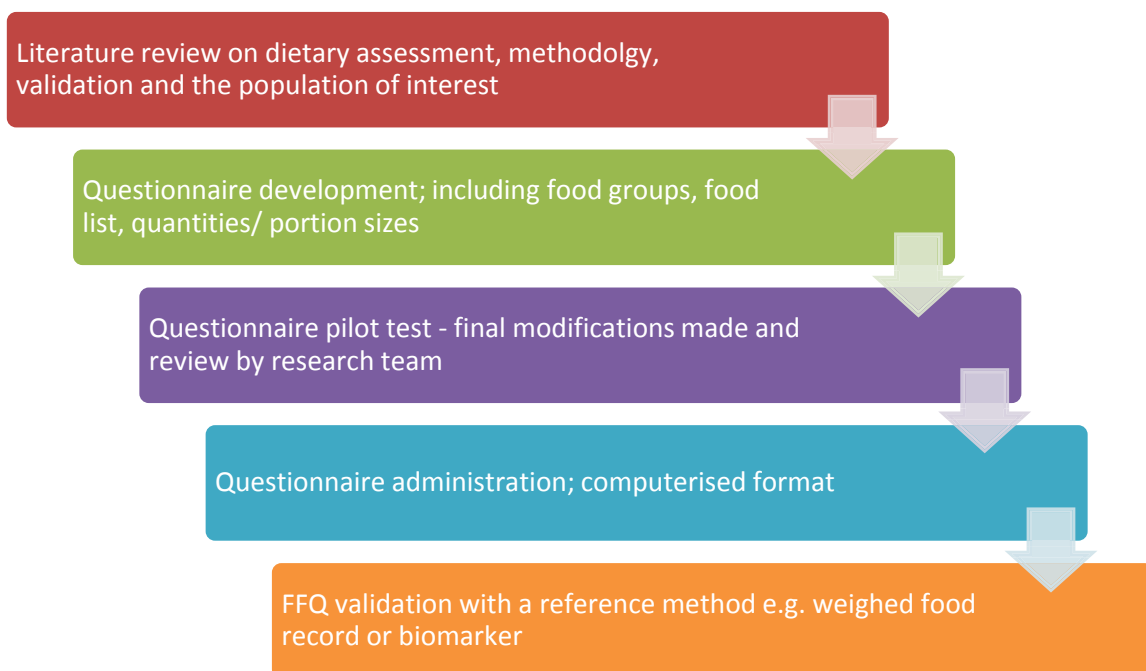 Literature review on dietary assessment, methodolgy,
validation and the population of interest
Questionnaire development; including food groups, food
list, quantities/ portion sizes
Questionnaire pilot test - final modifications made and
review by research team
Questionnaire administration; computerised format
FFQ validation with a reference method e.g. weighed food
record or biomarker